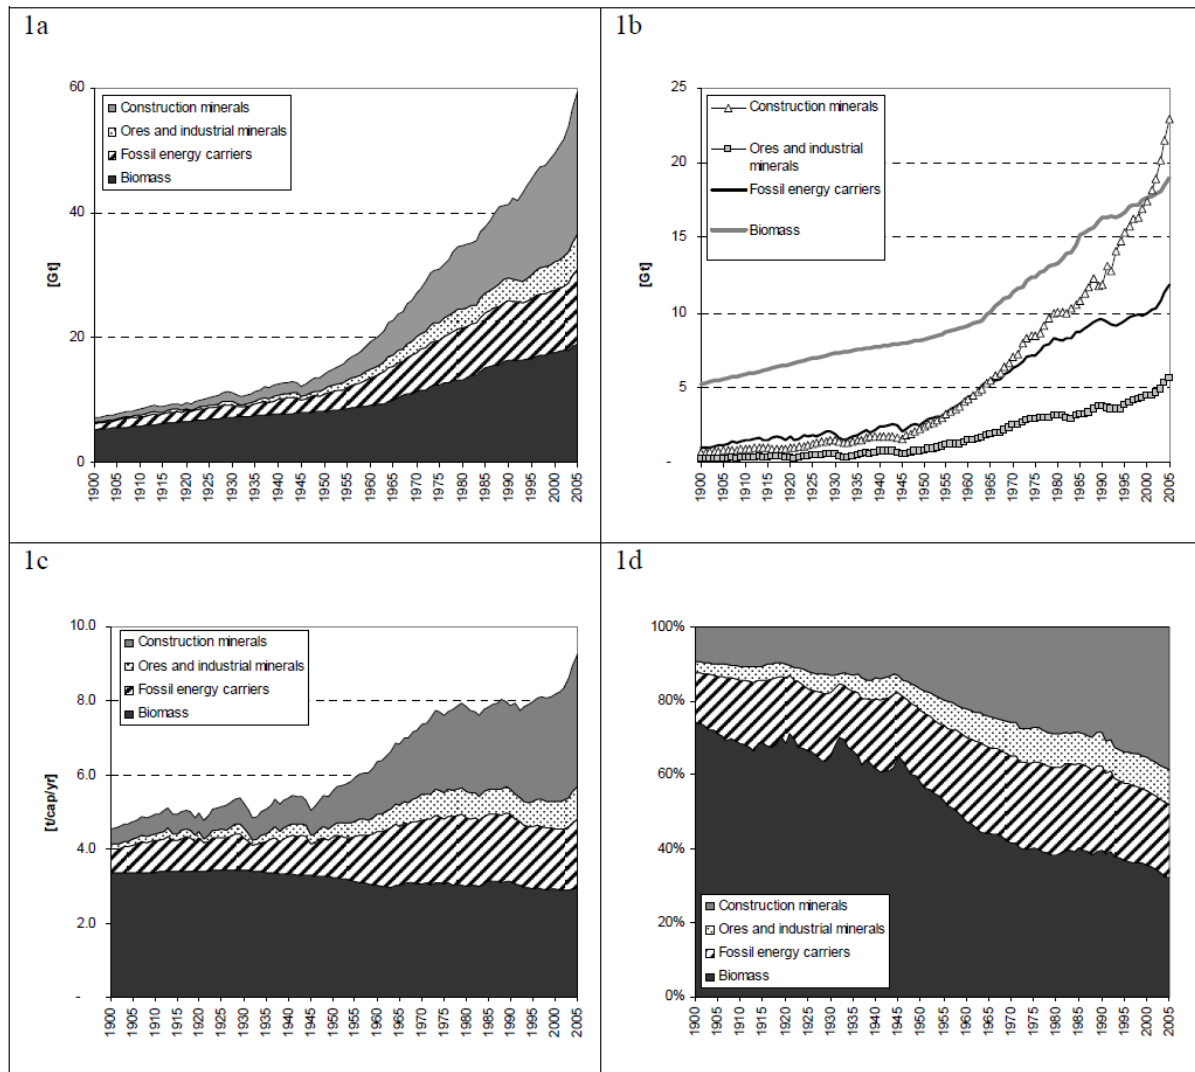 1a
60
40
20
0
[Gt]
Construction minerals
Ores and industrial minerals
Fossil energy carriers
Biomass
1900 1905 1910 1915 1920 1925 1930 1935 1940 1945 1950 1955 1960 1965 1970 1975 1980 1985 1990 1995 2000 2005
1b
25
20
15
10
5
-
[Gt]
Construction minerals
Ores and industrial
minerals
Fossil energy carriers
Biomass
1900 1905 1910 1915 1920 1925 1930 1935 1940 1945 1950 1955 1960 1965 1970 1975 1980 1985 1990 1995 2000 2005
1c
10.0
8.0
6.0
4.0
2.0
-
[t/cap/yr]
Construction minerals
Ores and industrial minerals
Fossil energy carriers
Biomass
1900 1905 1910 1915 1920 1925 1930 1935 1940 1945 1950 1955 1960 1965 1970 1975 1980 1985 1990 1995 2000 2005
1d
100%
80%
60%
40%
20%
0%
Construction minerals
Ores and industrial minerals
Fossil energy carriers
Biomass
1900 1905 1910 1915 1920 1925 1930 1935 1940 1945 1950 1955 1960 1965 1970 1975 1980 1985 1990 1995 2000 2005